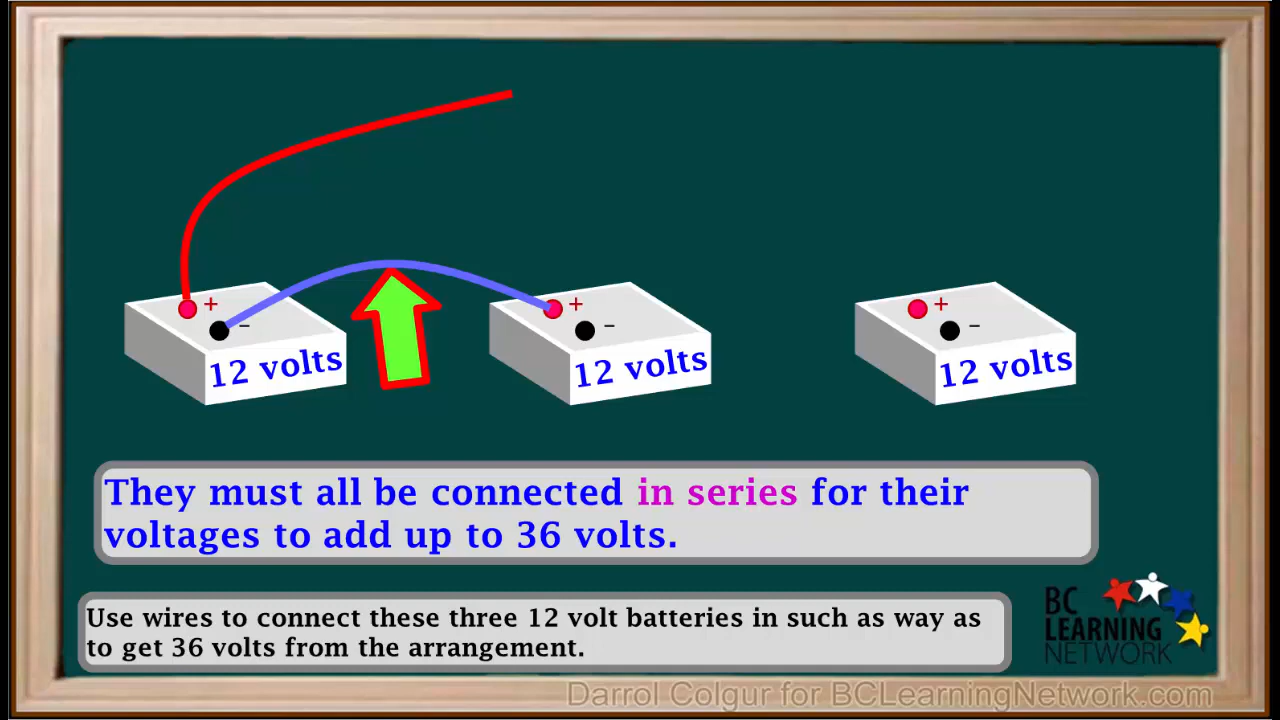 +
−
12 volts
+
−
12 volts
+
−
12 volts
They must all be connected in series for their
voltages to add up to 36 volts.
Use wires to connect these three 12 volt batteries in such as way as
to get 36 volts from the arrangement.
BC
LEARNING
NETWORK
Darrol Colgur for BCLearningNetwork.com